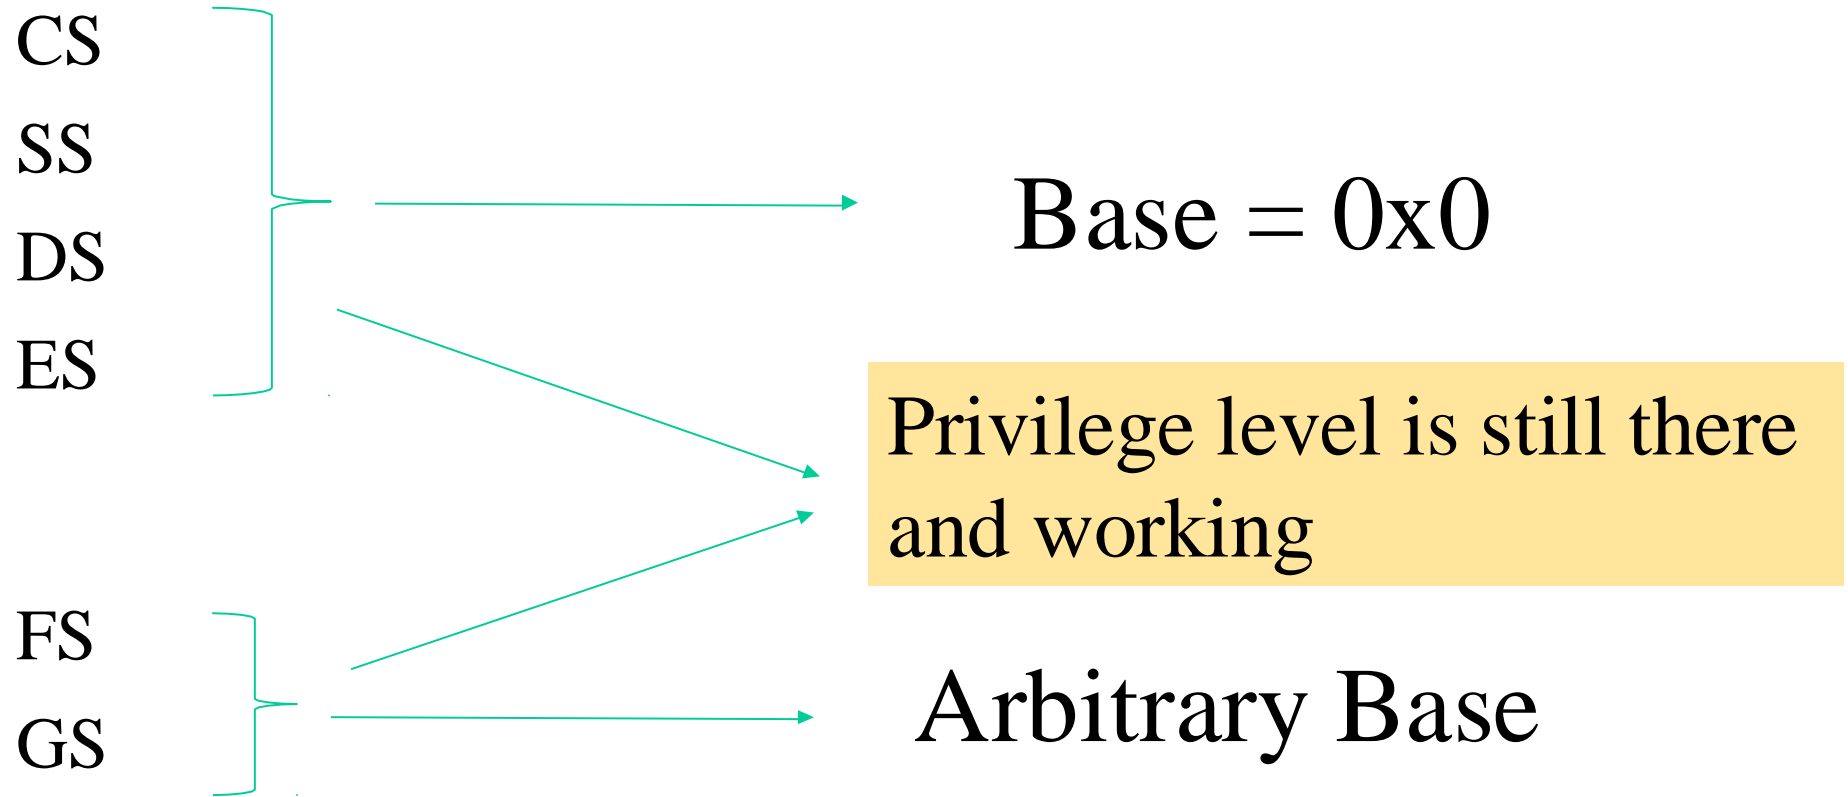 CS
SS
DS
ES
Base = 0x0
Privilege level is still there
and working
FS
GS
Arbitrary Base